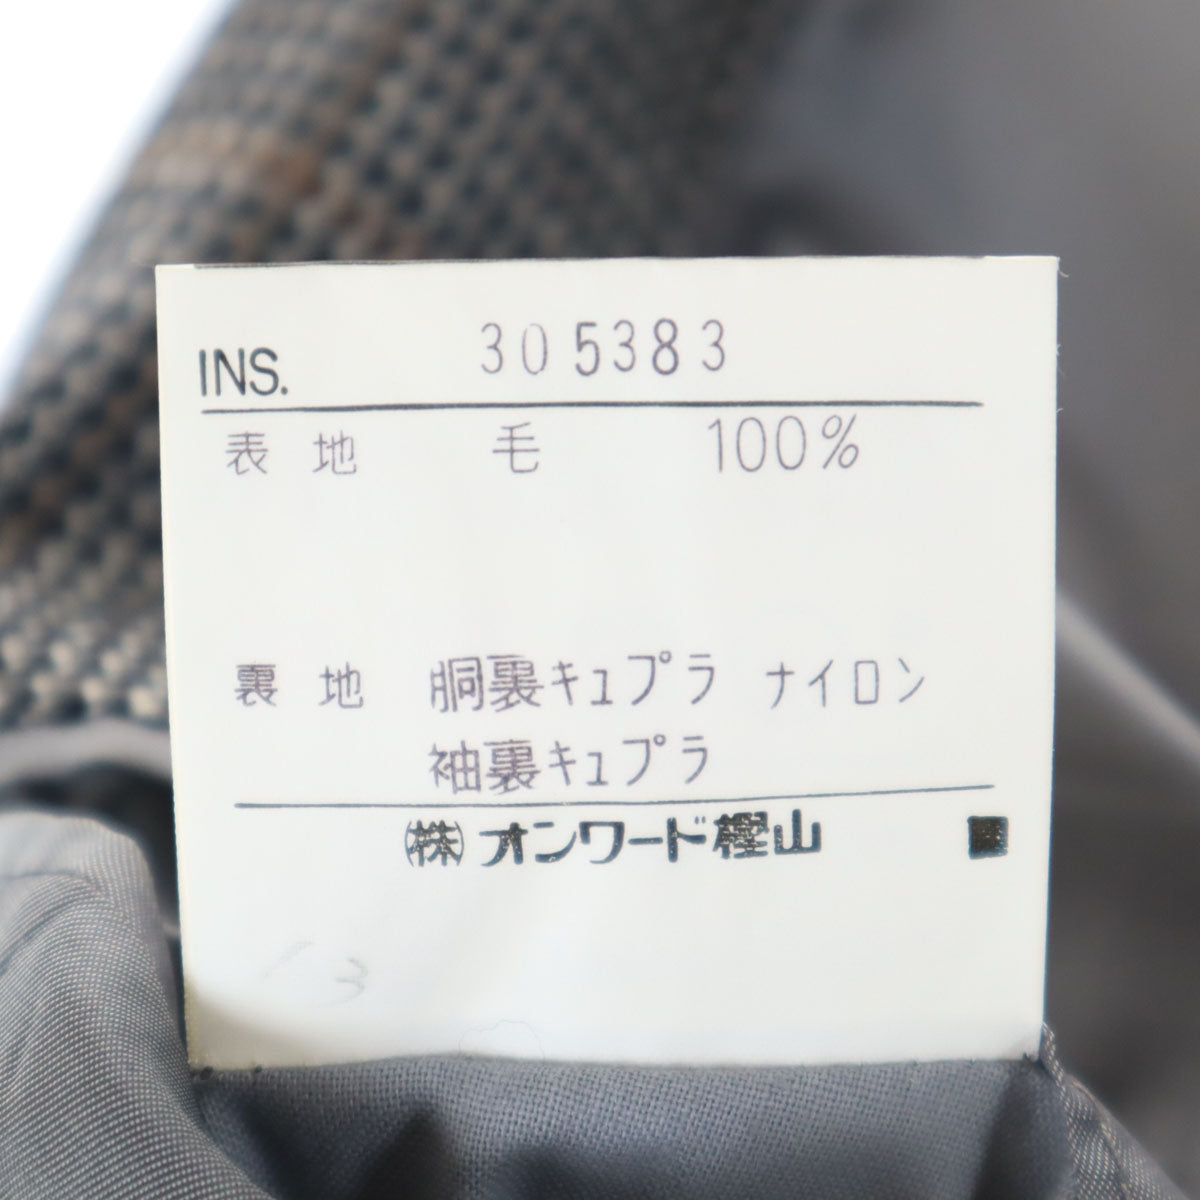 INS. 305383
表地 毛 100%
裏地 胴裏キュプラ ナイロン
袖裏キュプラ
㈱ オンワード樫山
13